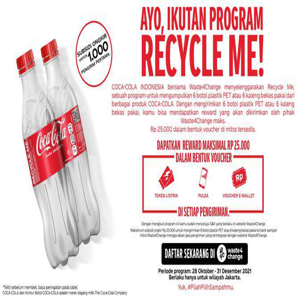 SUBSIDI ONGKIR
1.000
AYO, IKUTAN PROGRAM
RECYCLE ME!
COCA-COLA INDONESIA bersama Waste4Change menyelenggarakan Recycle Me,
sebuah program untuk mengumpulkan 6 botol plastik PET atau 6 kaleng bekas pakai dari
berbagai produk COCA-COLA. Dengan mengirimkan 6 botol plastik PET atau 6 kaleng
bekas pakai, kamu bisa mendapatkan reward yang akan dikirimkan oleh pihak
Waste4Change maks.
Rp 25.000 dalam bentuk voucher di mitra tersedia.
Coca-Cola
DAPATKAN REWARD MAKSIMAL RP 25.000
DALAM BENTUK VOUCHER
TOKEN LISTRIK
PULSA
VOUCHER E-WALLET
DI SETIAP PENGIRIMAN.
DAFTAR SEKARANG DI
waste4change
Periode program: 28 Oktober - 31 Desember 2021
Berlaku hanya untuk wilayah Jakarta.
Yuk, #PilahPilihSampahmu.